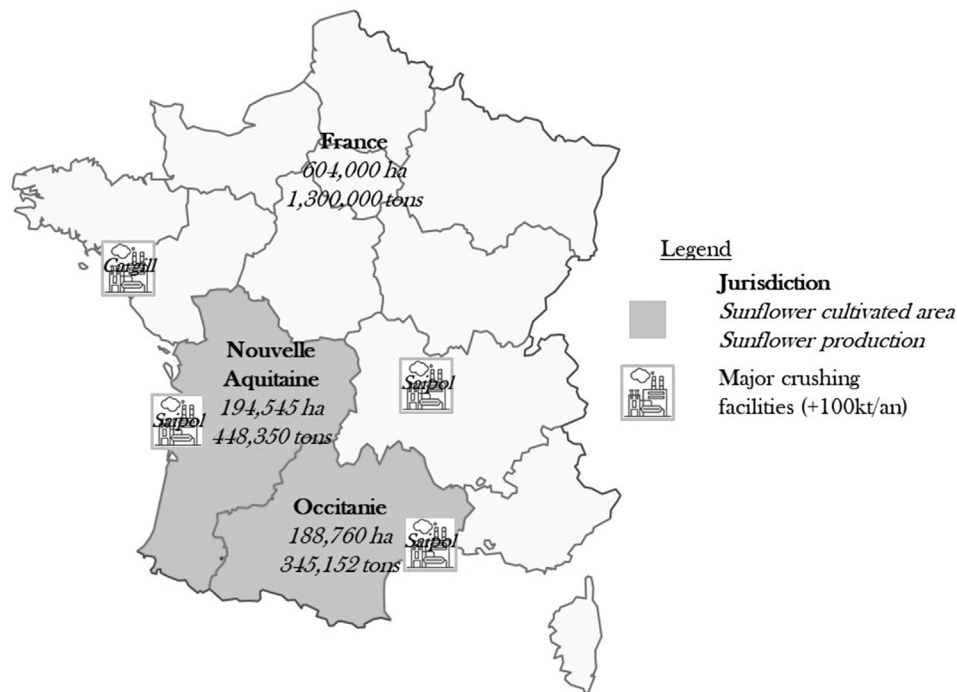 France
604,000 ha
1,300,000 tons
Cargill
Legend
Jurisdiction
Sunflower cultivated area
Sunflower production
Nouvelle
Aquitaine
194,545 ha
448,350 tons
Saipol
Saipol
Major crushing
facilities (+100kt/an)
Occitanie
188,760 ha
345,152 tons
Saipol